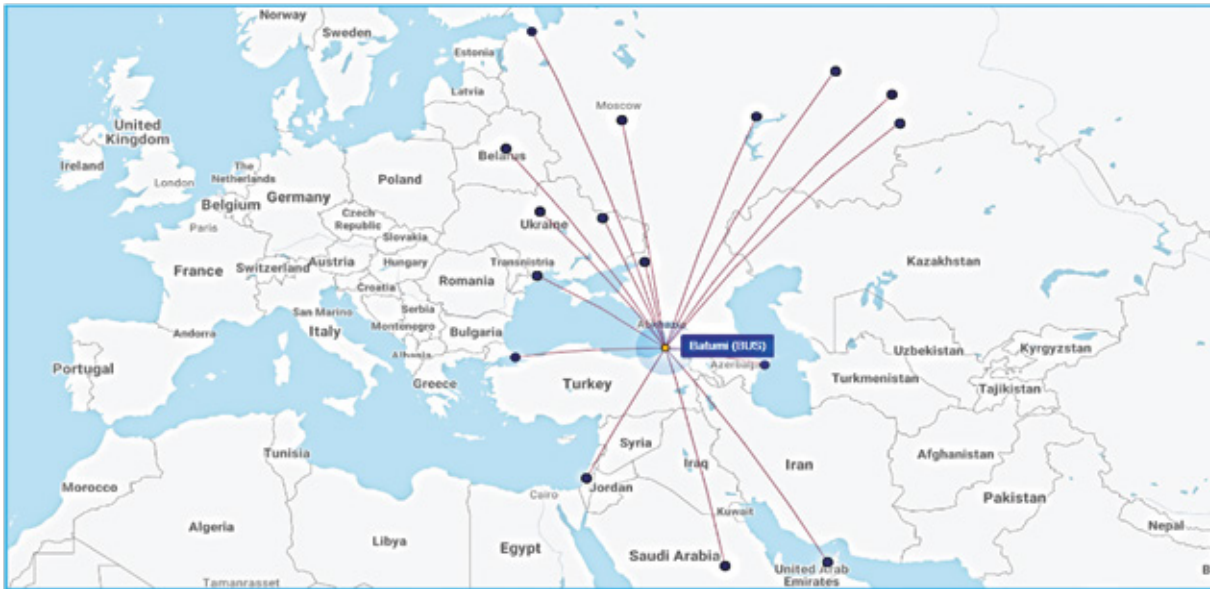 Norway
Sweden
Estonia
Latvia
Moscow
United
Kingdom
Ireland
London
The
Netherlands
Belarus
Poland
Germany
Belgium
Paris
Czech
Republic
Ukraine
Slovakia
France
Switzerland
Austria
Hungary
Transnistria
Romania
Kazakhstan
Croatia
San Marino
Serbia
Andorra
Italy
Montenegro
Bulgaria
Abkhazia
Batumi (BUS)
Uzbekistan
Kyrgyzstan
Portugal
Albania
Azerbaijan
Greece
Turkey
Turkmenistan
Tajikistan
Tunisia
Syria
Afghanistan
Iraq
Iran
Morocco
Jordan
Cairo
Pakistan
Kuwait
Algeria
Libya
Egypt
Saudi Arabia
Nepal
United Arab
Emirates
Tamanrasset
B